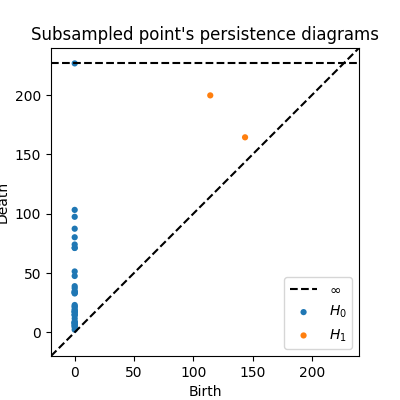 Subsampled point's persistence diagrams
Death
200
150
100
50
0
∞
H₀
H₁
0 50 100 150 200
Birth